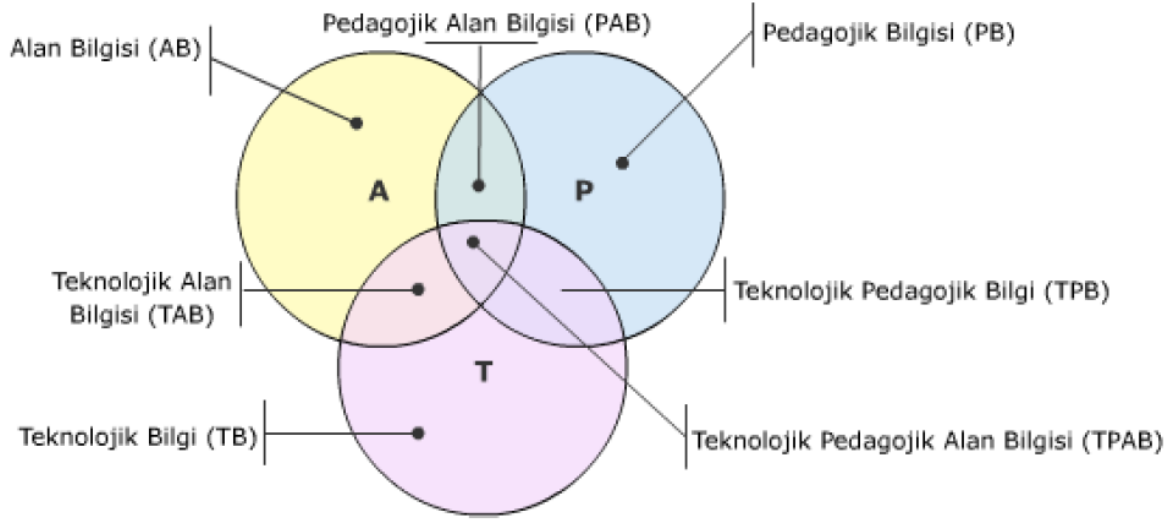 Pedagojik Alan Bilgisi (PAB)
Alan Bilgisi (AB)
Pedagojik Bilgisi (PB)
A
P
Teknolojik Alan
Bilgisi (TAB)
Teknolojik Pedagojik Bilgi (TPB)
T
Teknolojik Bilgi (TB)
Teknolojik Pedagojik Alan Bilgisi (TPAB)